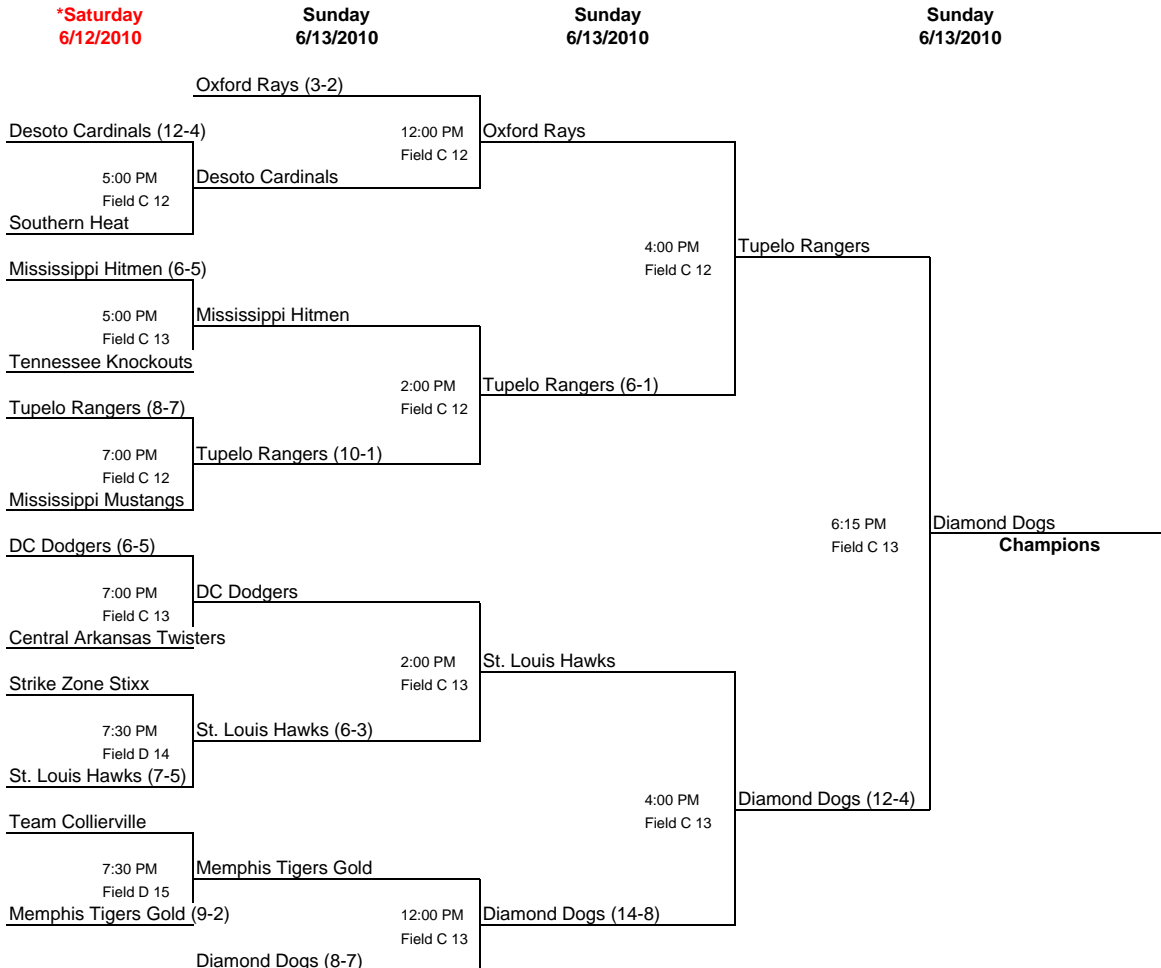 *Saturday Sunday Sunday Sunday
6/12/2010 6/13/2010 6/13/2010 6/13/2010
Oxford Rays (3-2)
Desoto Cardinals (12-4) 12:00 PM Oxford Rays
Field C 12
5:00 PM Desoto Cardinals
Field C 12
Southern Heat
4:00 PM Tupelo Rangers
Mississippi Hitmen (6-5) Field C 12
5:00 PM Mississippi Hitmen
Field C 13
Tennessee Knockouts
2:00 PM Tupelo Rangers (6-1)
Tupelo Rangers (8-7) Field C 12
7:00 PM Tupelo Rangers (10-1)
Field C 12
Mississippi Mustangs
6:15 PM Diamond Dogs
DC Dodgers (6-5) Field C 13 Champions
7:00 PM DC Dodgers
Field C 13
Central Arkansas Twisters
2:00 PM St. Louis Hawks
Strike Zone Stixx Field C 13
7:30 PM St. Louis Hawks (6-3)
Field D 14
St. Louis Hawks (7-5)
4:00 PM Diamond Dogs (12-4)
Team Collierville Field C 13
7:30 PM Memphis Tigers Gold
Field D 15
Memphis Tigers Gold (9-2) 12:00 PM Diamond Dogs (14-8)
Field C 13
Diamond Dogs (8-7)